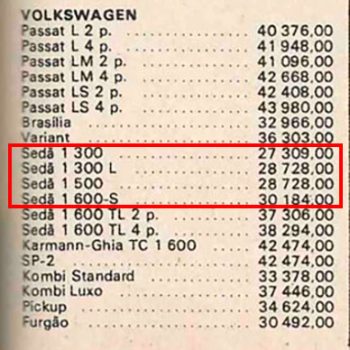 VOLKSWAGEN
Passat L 2 p. .................. 40 376,00
Passat L 4 p. .................. 41 948,00
Passat LM 2 p. ............... 41 096,00
Passat LM 4 p. ............... 42 668,00
Passat LS 2 p. ................ 42 408,00
Passat LS 4 p. ................ 43 980,00
Brasília ........................... 32 966,00
Variant ........................... 36 303,00
Sedã 1 300 ..................... 27 309,00
Sedã 1 300 L .................. 28 728,00
Sedã 1 500 ..................... 28 728,00
Sedã 1 600-S .................. 30 184,00
Sedã 1 600 TL 2 p. ......... 37 306,00
Sedã 1 600 TL 4 p. ......... 38 294,00
Karmann-Ghia TC 1 600 ... 42 474,00
SP-2 .............................. 42 474,00
Kombi Standard ............. 33 378,00
Kombi Luxo ................... 37 446,00
Pickup ........................... 34 624,00
Furgão ........................... 30 492,00